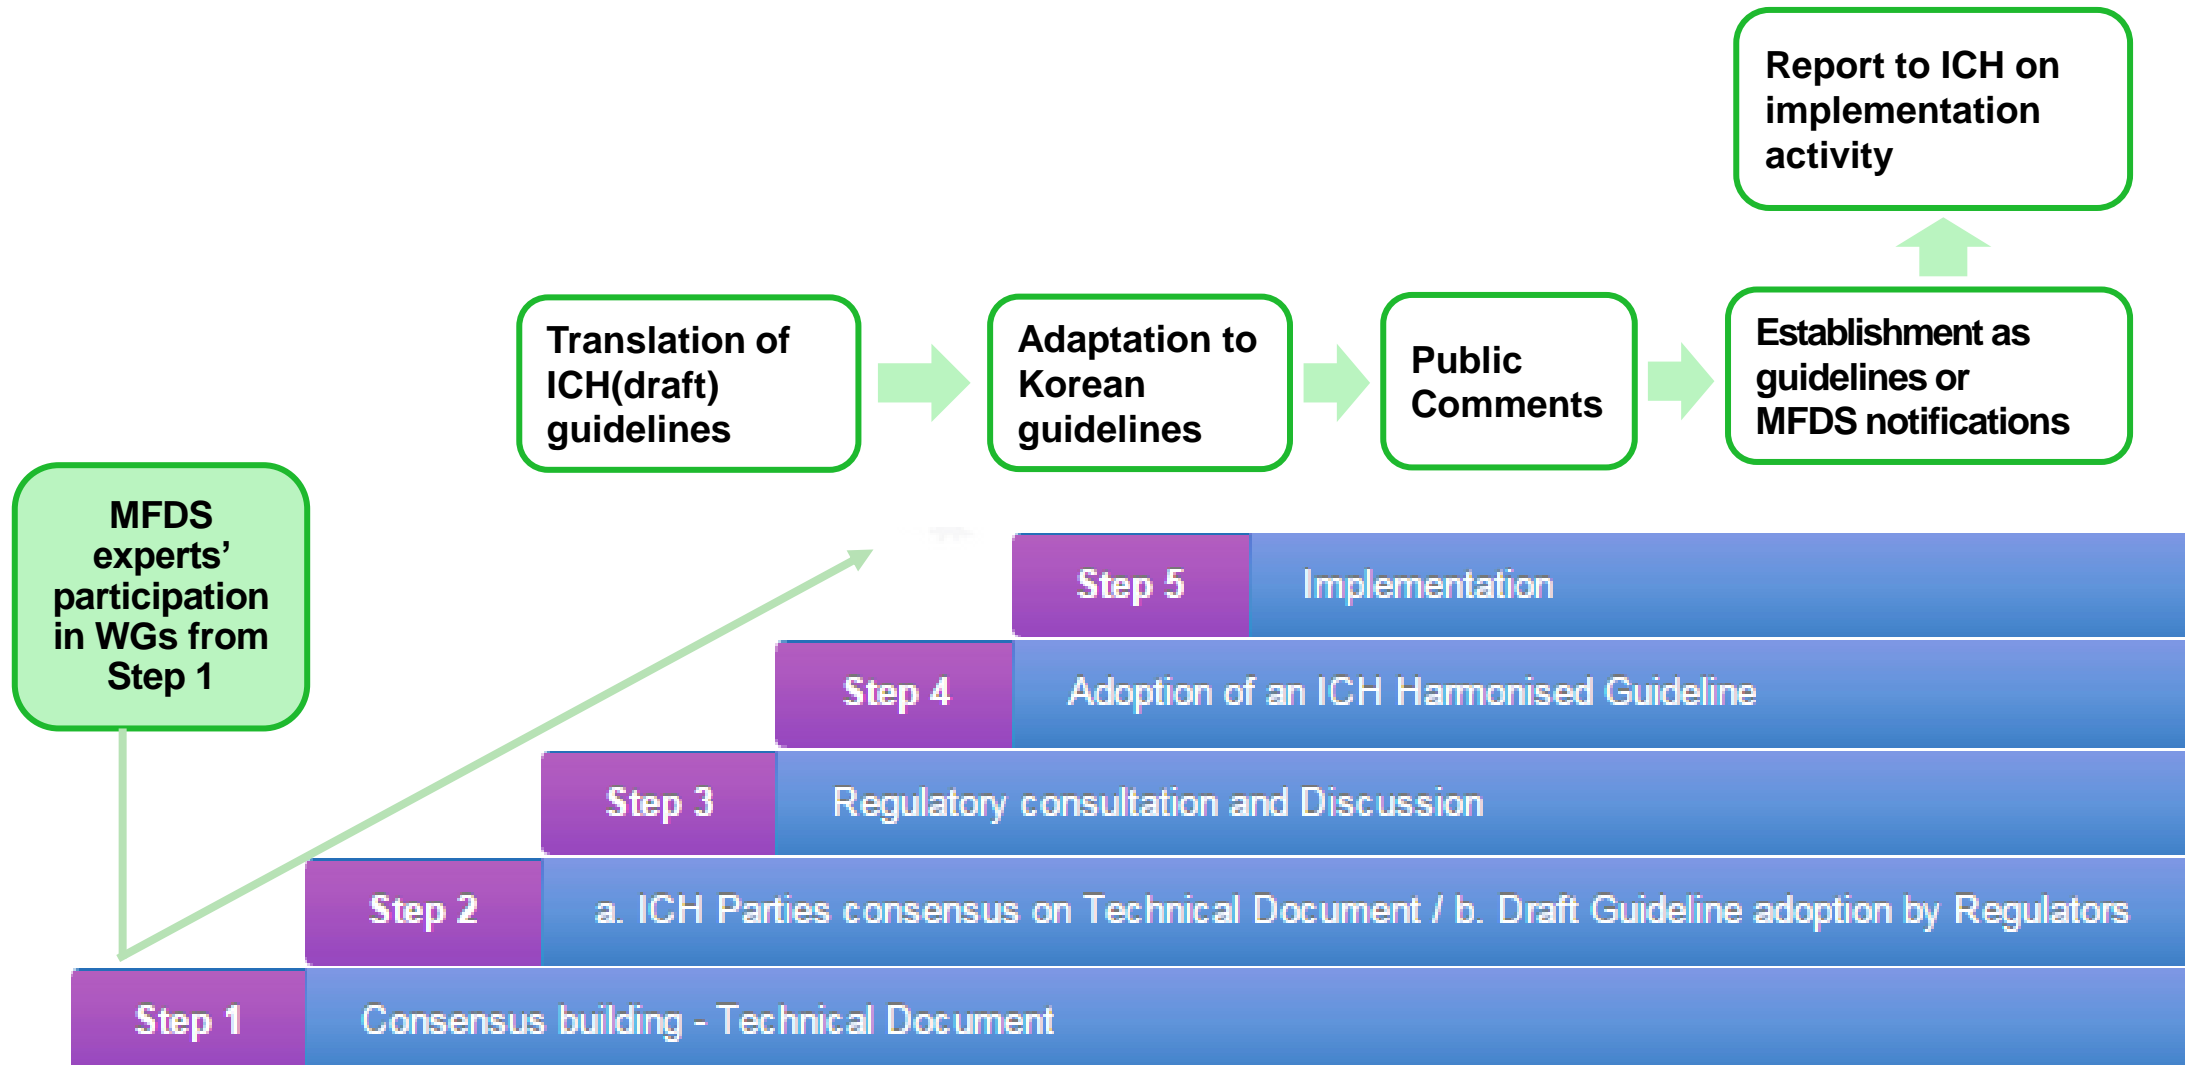 Report to ICH on
implementation
activity
Translation of
ICH(draft)
guidelines
Adaptation to
Korean
guidelines
Public
Comments
Establishment as
guidelines or
MFDS notifications
MFDS
experts’
participation
in WGs from
Step 1
Step 5 Implementation
Step 4 Adoption of an ICH Harmonised Guideline
Step 3 Regulatory consultation and Discussion
Step 2 a. ICH Parties consensus on Technical Document / b. Draft Guideline adoption by Regulators
Step 1 Consensus building - Technical Document